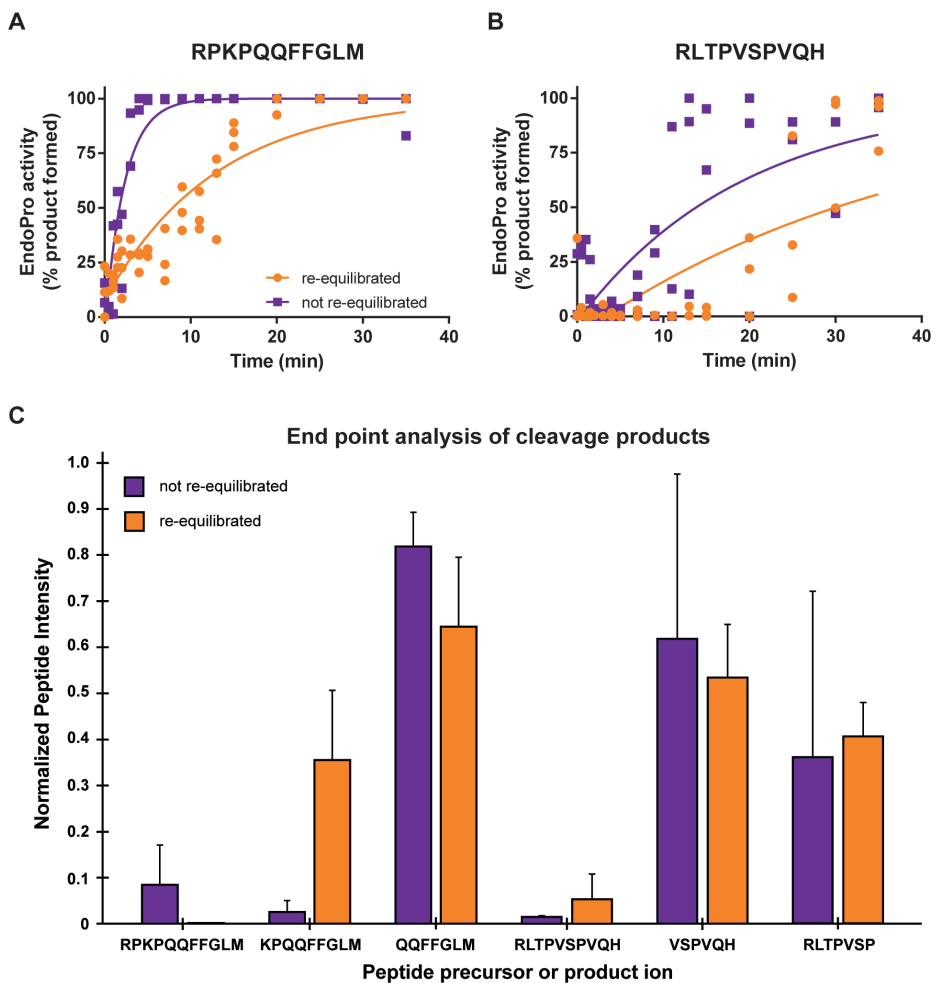 A
RPKPQQFFGLM
EndoPro activity
(% product formed)
100
75
50
25
0
0
10
20
30
40
Time (min)
re-equilibrated
not re-equilibrated
B
RLTPVSPVQH
EndoPro activity
(% product formed)
100
75
50
25
0
0
10
20
30
40
Time (min)
C
End point analysis of cleavage products
not re-equilibrated
re-equilibrated
Normalized Peptide Intensity
1.0
0.9
0.8
0.7
0.6
0.5
0.4
0.3
0.2
0.1
0
RPKPQQFFGLM
KPQQFFGLM
QQFFGLM
RLTPVSPVQH
VSPVQH
RLTPVSP
Peptide precursor or product ion